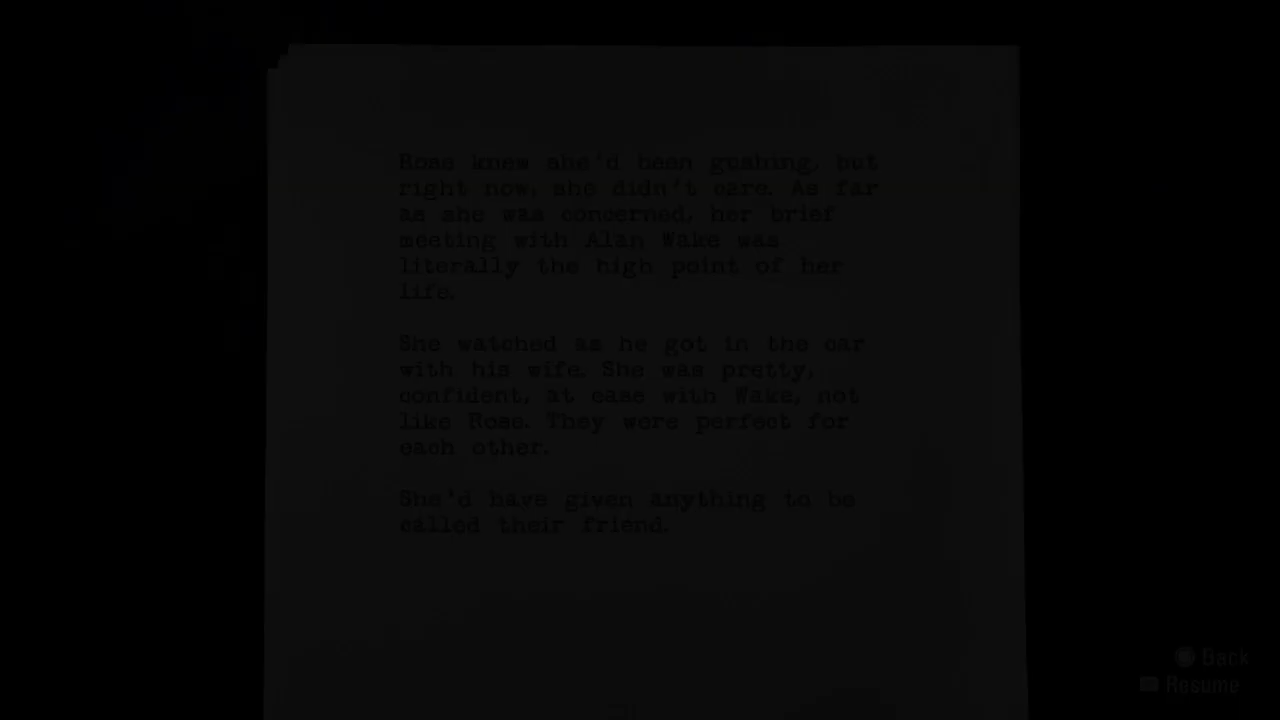 Rose knew she'd been gushing, but
right now, she didn't care. As far
as she was concerned, her brief
meeting with Alan Wake was
literally the high point of her
life.
She watched as he got in the car
with his wife. She was pretty,
confident, at ease with Wake, not
like Rose. They were perfect for
each other.
She'd have given anything to be
called their friend.
Back
Resume